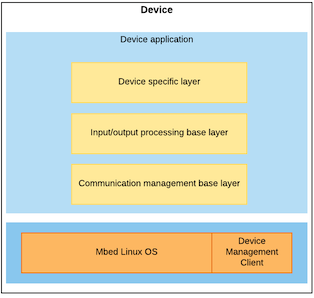 Device
Device application
Device specific layer
Input/output processing base layer
Communication management base layer
Mbed Linux OS
Device
Management
Client